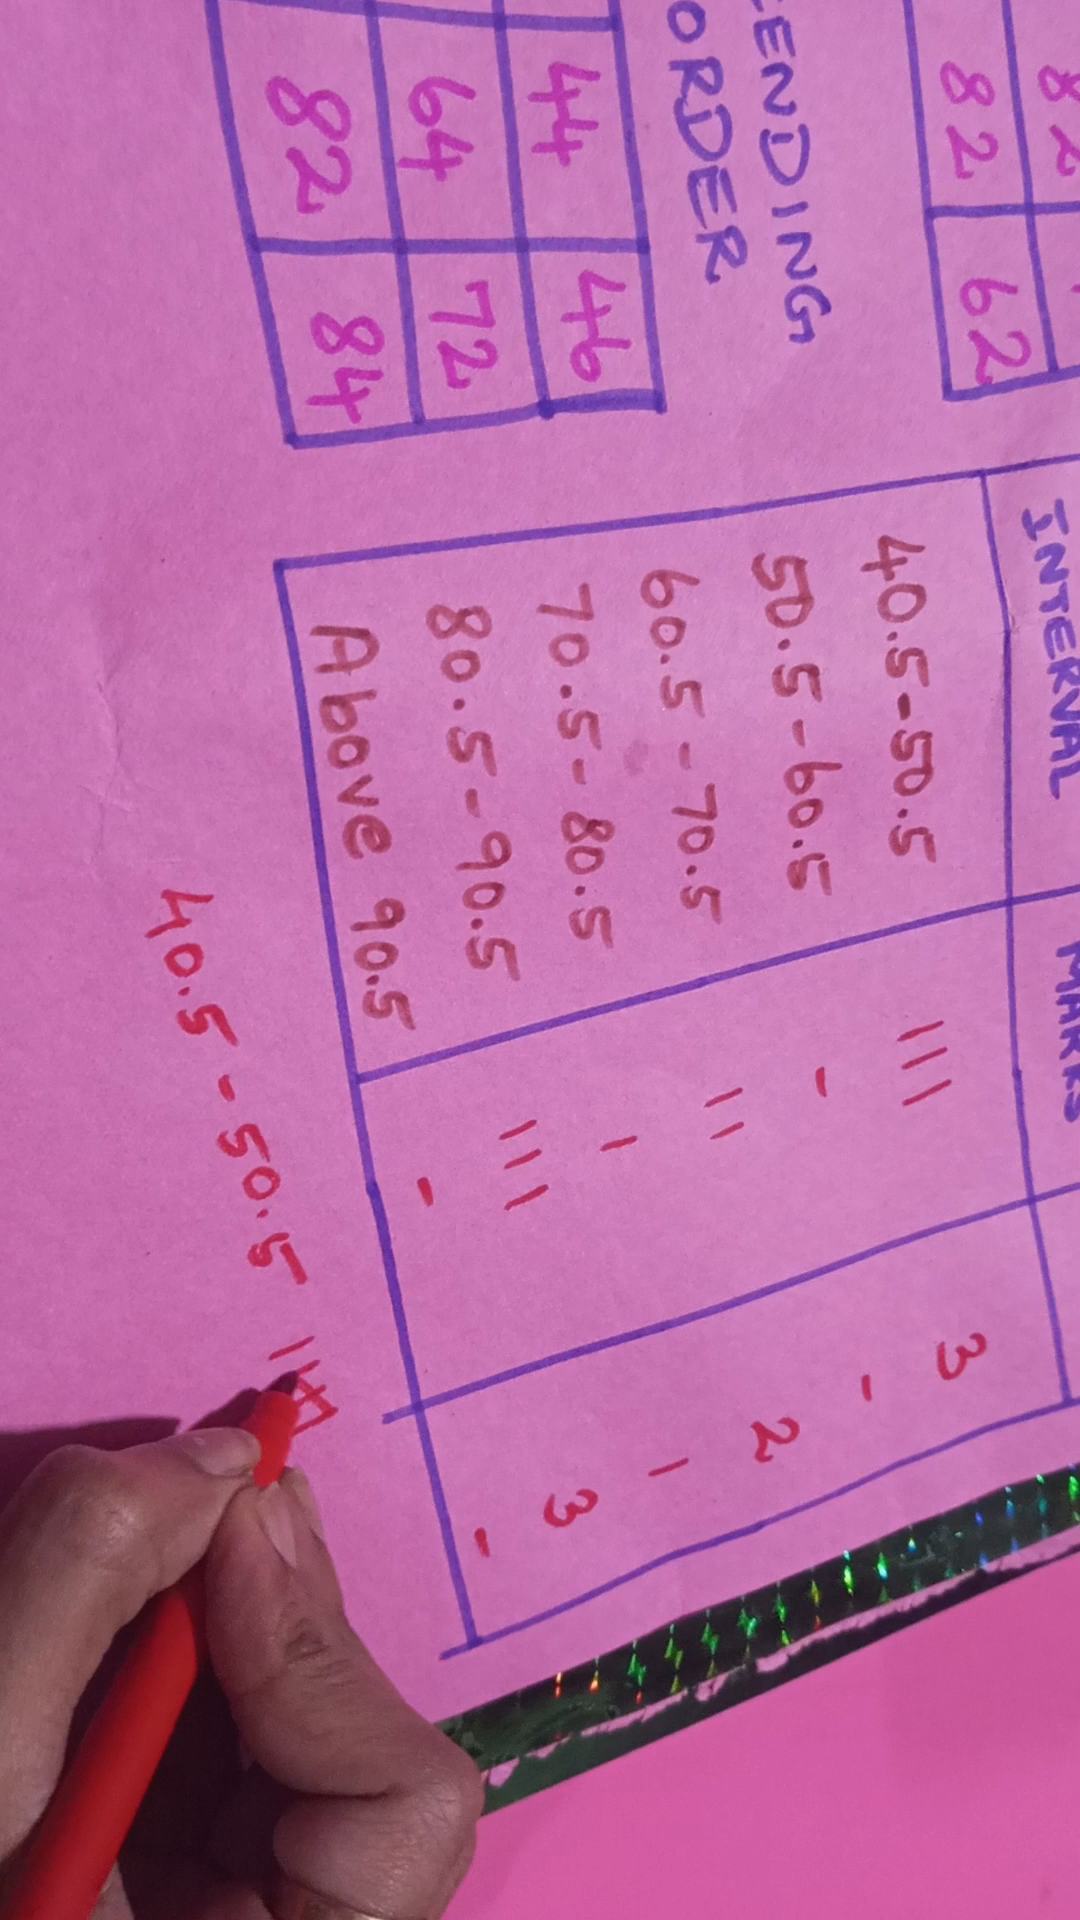 82
82 62
ENDING
ORDER
44 46
64 72
82 84
INTERVAL MARKS
40.5-50.5 ||| 3
50.5-60.5 - -
60.5-70.5 || 2
70.5-80.5 | 1
80.5-90.5 ||| 3
Above 90.5 - -
40.5-50.5